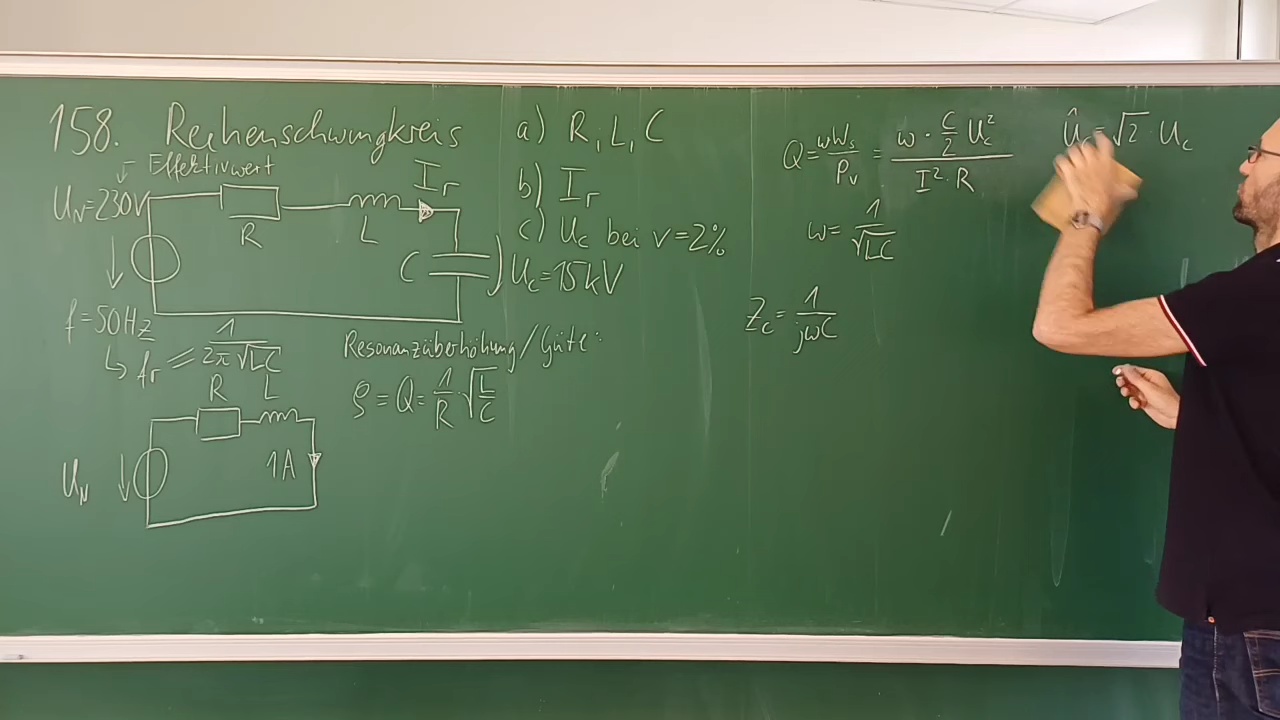 158. Reihenschwingkreis
Effektivwert
U_N=230V
R
L
I_r
C
U_C=15kV
f=50Hz
↳ f_r = 1/(2π√(LC))
R L
U_N
1A
a) R, L, C
b) I_r
c) U_C bei v=2%
Resonanzüberhöhung/Güte:
ϱ = Q = 1/R · √(L/C)
Q = ωW_s/P_V = (ω · C/2 U_C²)/(I² · R)
ω = 1/√(LC)
Z_C = 1/(jωC)
Û_C = √2 · U_C